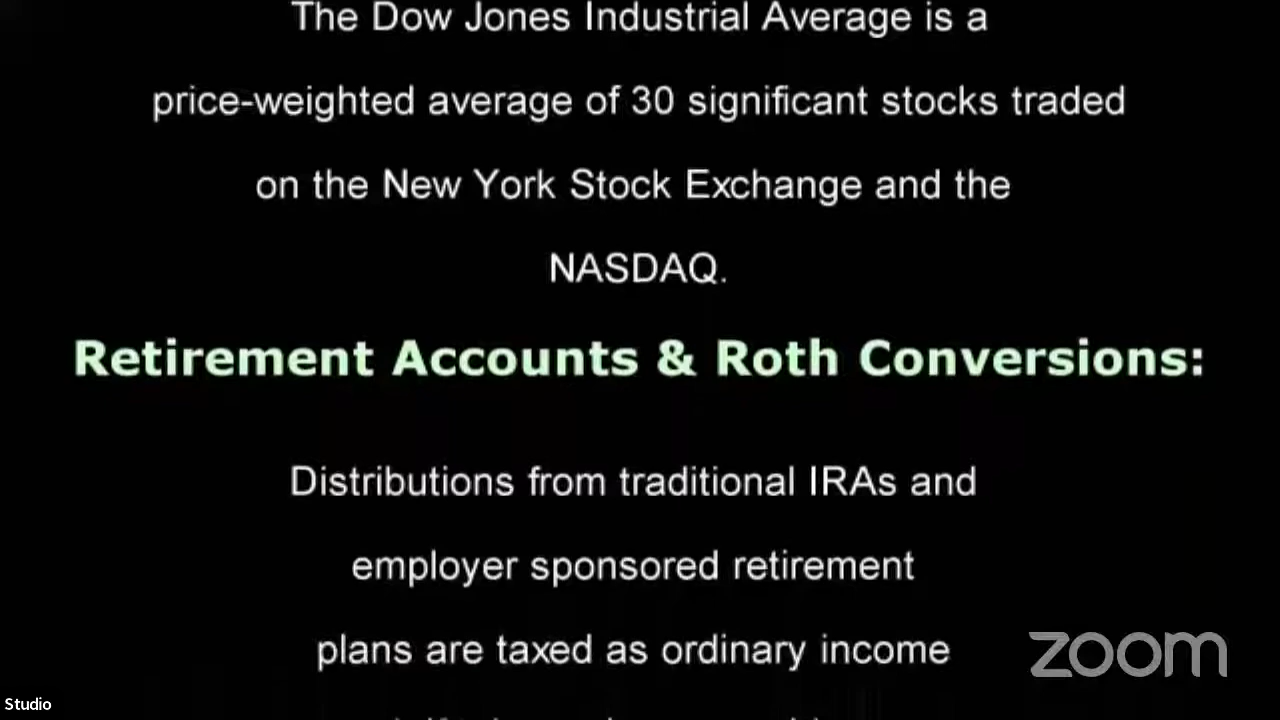 The Dow Jones Industrial Average is a
price-weighted average of 30 significant stocks traded
on the New York Stock Exchange and the
NASDAQ.
Retirement Accounts & Roth Conversions:
Distributions from traditional IRAs and
employer sponsored retirement
plans are taxed as ordinary income
zoom
Studio